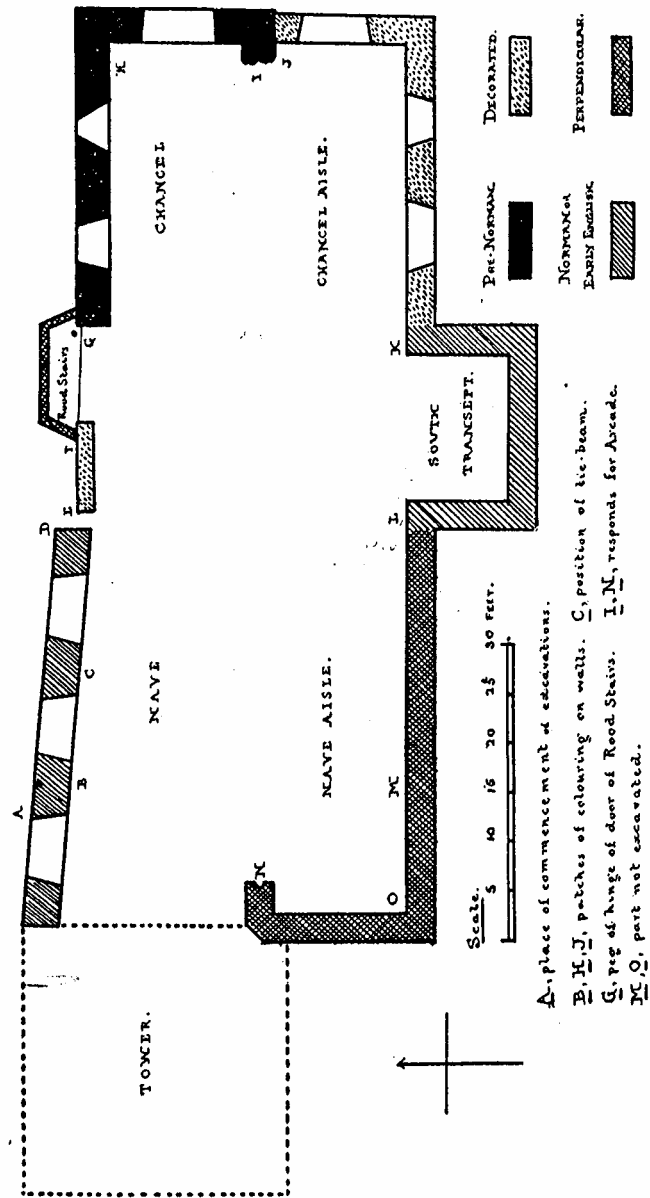 TOWER.
NAVE
NAVE AISLE.
CHANCEL
CHANCEL AISLE.
SOUTH
TRANSEPT.
Rood Stairs
A
B
C
D
E
F
G
H
I
J
K
L
M
N
O
Scale.
5 10 15 20 25 30 FEET.
PRE-NORMAN.
DECORATED.
NORMAN OR
EARLY ENGLISH
PERPENDICULAR.
A, place of commencement of excavations.
B, H, J, patches of colouring on walls. C, position of tie-beam.
G, peg of hinge of door of Rood Stairs. I, N, responds for Arcade.
M, O, part not excavated.